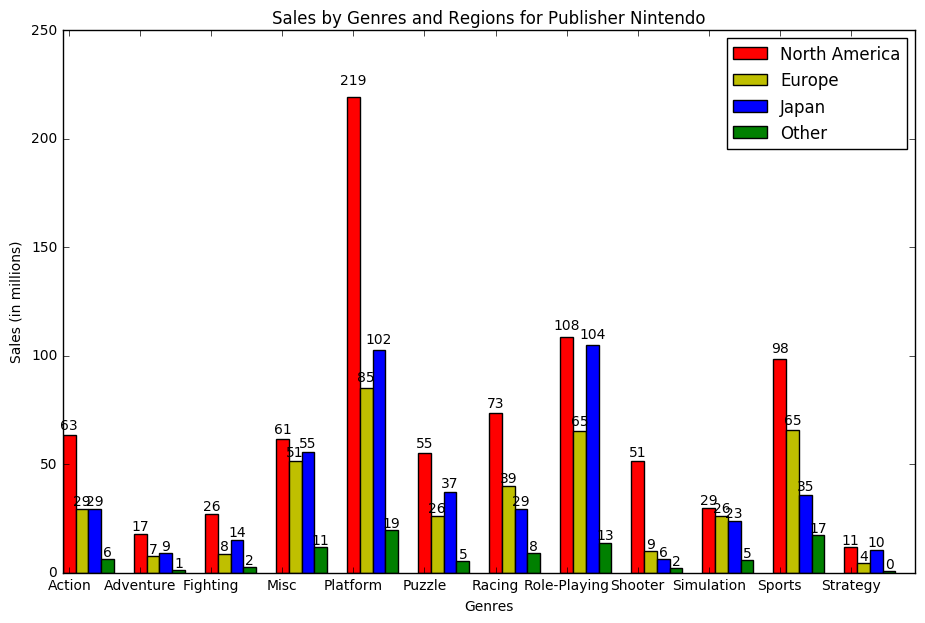 Sales by Genres and Regions for Publisher Nintendo
250
200
150
100
50
0
Sales (in millions)
North America
Europe
Japan
Other
63 29 29 6
17 7 9 1
26 8 14 2
61 51 55 11
219 85 102 19
55 26 37 5
73 39 29 8
108 65 104 13
51 9 6 2
29 26 23 5
98 65 35 17
11 4 10 0
Action Adventure Fighting Misc Platform Puzzle Racing Role-Playing Shooter Simulation Sports Strategy
Genres